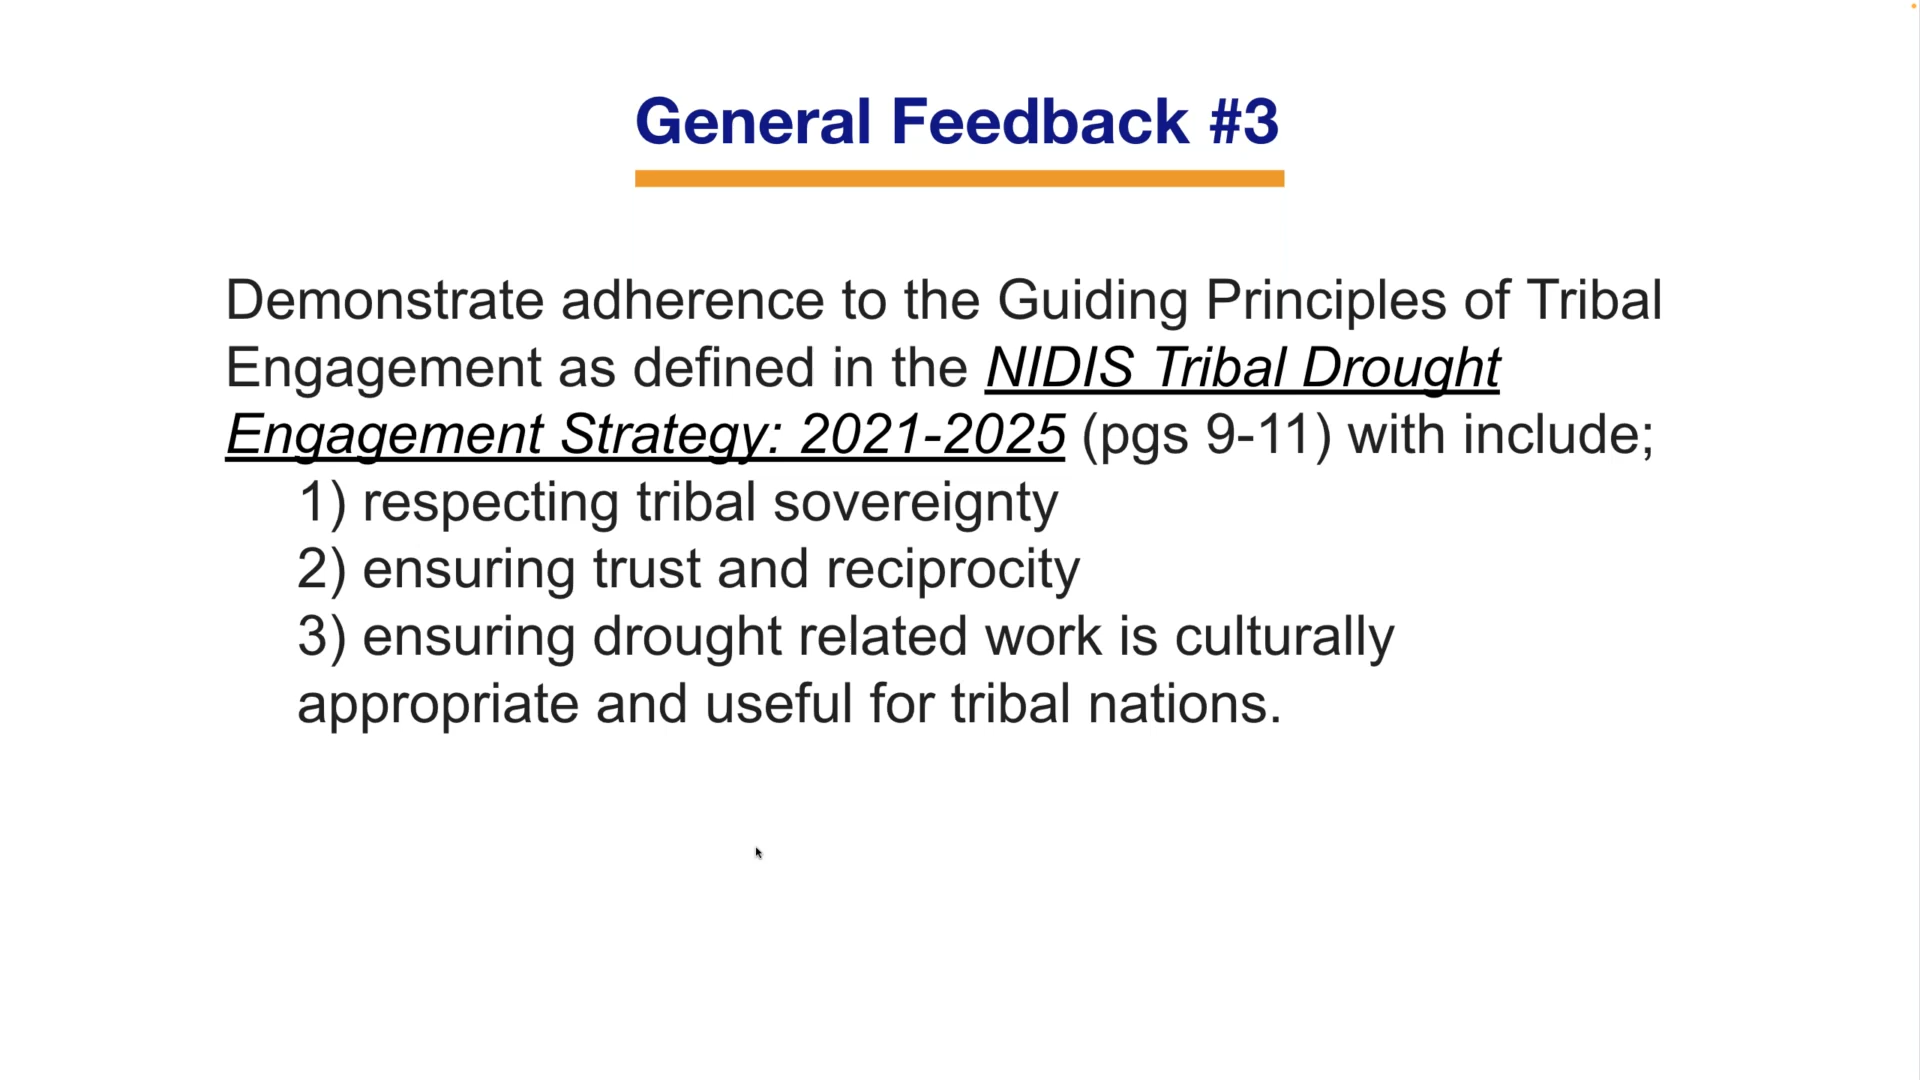 General Feedback #3
Demonstrate adherence to the Guiding Principles of Tribal
Engagement as defined in the NIDIS Tribal Drought
Engagement Strategy: 2021-2025 (pgs 9-11) with include;
1) respecting tribal sovereignty
2) ensuring trust and reciprocity
3) ensuring drought related work is culturally
appropriate and useful for tribal nations.